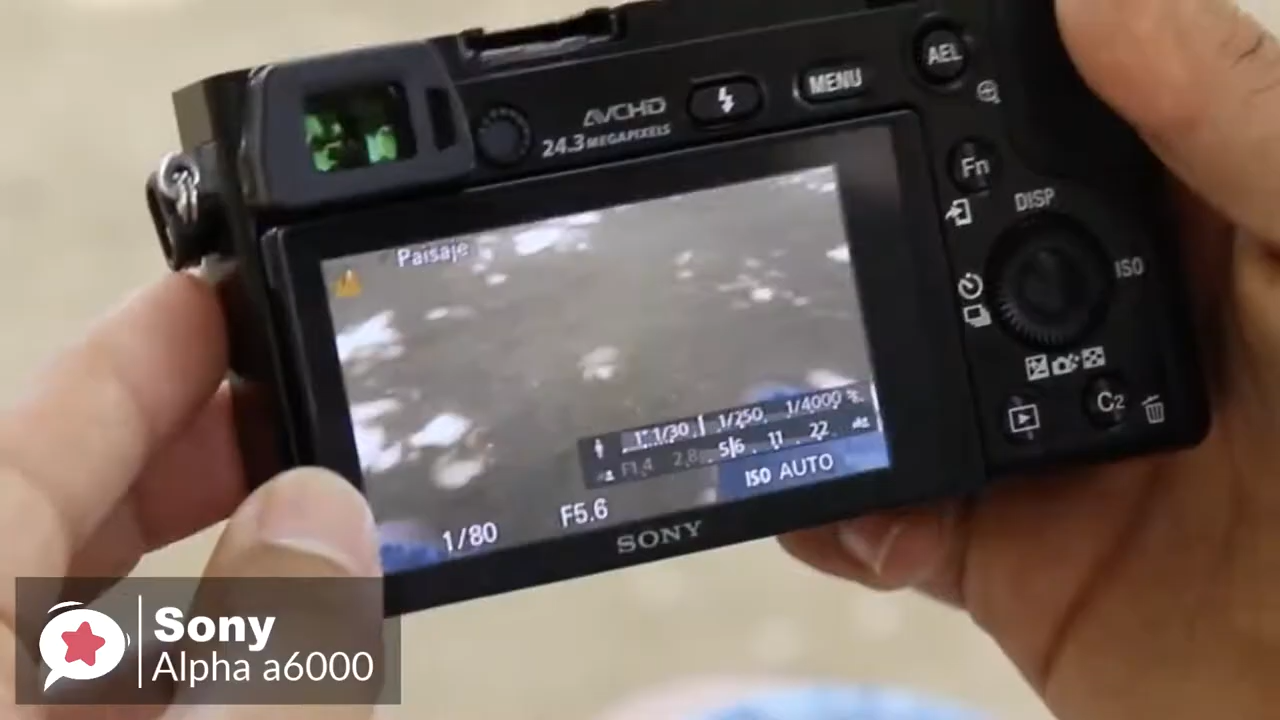 AEL
MENU
AVCHD
24.3 MEGAPIXELS
Fn
DISP
Paisaje
ISO
1" 1/30 1/250 1/4000
F1.4 2.8 5.6 11 22
ISO AUTO
1/80 F5.6
C2
SONY
Sony
Alpha a6000